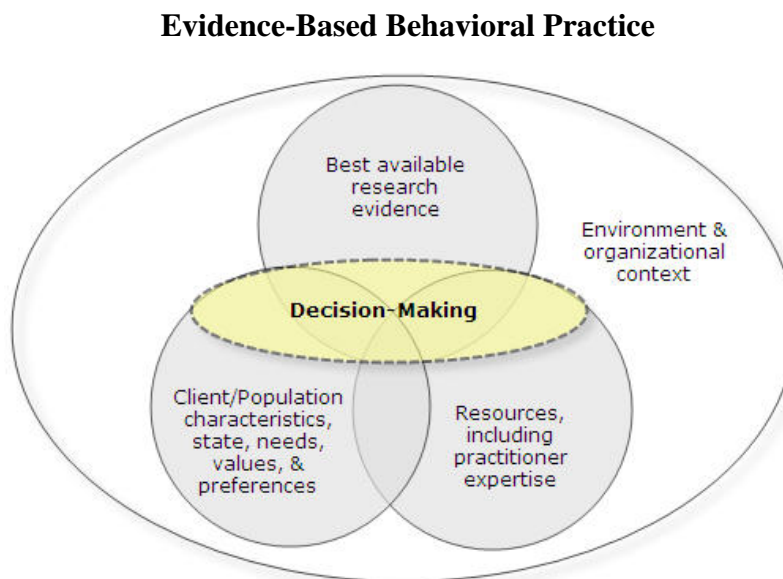 Evidence-Based Behavioral Practice
Best available
research
evidence
Environment &
organizational
context
Decision-Making
Client/Population
characteristics,
state, needs,
values, &
preferences
Resources,
including
practitioner
expertise